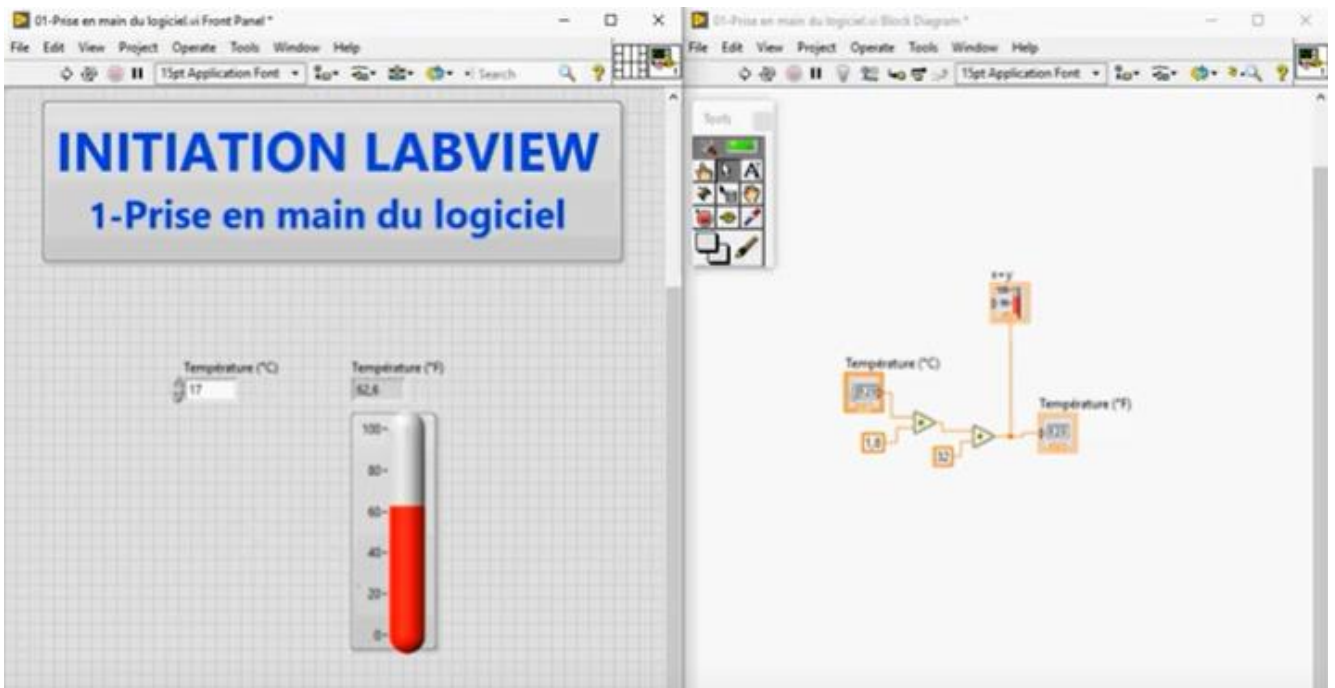 01-Prise en main du logiciel.vi Front Panel *
File Edit View Project Operate Tools Window Help
15pt Application Font
Search
INITIATION LABVIEW
1-Prise en main du logiciel
Température (°C)
17
Température (°F)
62,6
100
80
60
40
20
0
01-Prise en main du logiciel.vi Block Diagram *
File Edit View Project Operate Tools Window Help
15pt Application Font
Tools
A
x+y
Température (°C)
1,8
32
Température (°F)